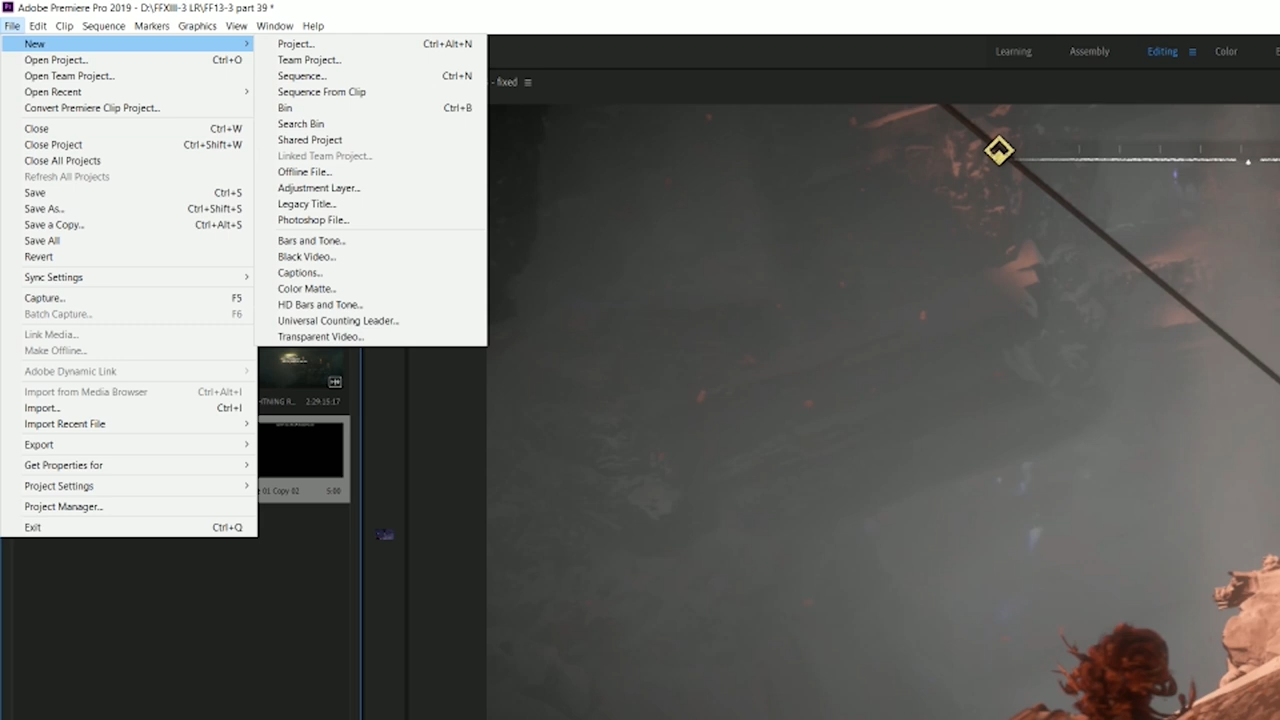 Adobe Premiere Pro 2019 - D:\FFXIII-3 LR\FF13-3 part 39 *
File Edit Clip Sequence Markers Graphics View Window Help
New
Open Project... Ctrl+O
Open Team Project...
Open Recent
Convert Premiere Clip Project...
Close Ctrl+W
Close Project Ctrl+Shift+W
Close All Projects
Refresh All Projects
Save Ctrl+S
Save As... Ctrl+Shift+S
Save a Copy... Ctrl+Alt+S
Save All
Revert
Sync Settings
Capture... F5
Batch Capture... F6
Link Media...
Make Offline...
Adobe Dynamic Link
Import from Media Browser Ctrl+Alt+I
Import... Ctrl+I
Import Recent File
Export
Get Properties for
Project Settings
Project Manager...
Exit Ctrl+Q
Project... Ctrl+Alt+N
Team Project...
Sequence... Ctrl+N
Sequence From Clip
Bin Ctrl+B
Search Bin
Shared Project
Linked Team Project...
Offline File...
Adjustment Layer...
Legacy Title...
Photoshop File...
Bars and Tone...
Black Video...
Captions...
Color Matte...
HD Bars and Tone...
Universal Counting Leader...
Transparent Video...
Learning Assembly Editing Color
- fixed
HTNING R... 2:29:15:17
01 Copy 02 5:00